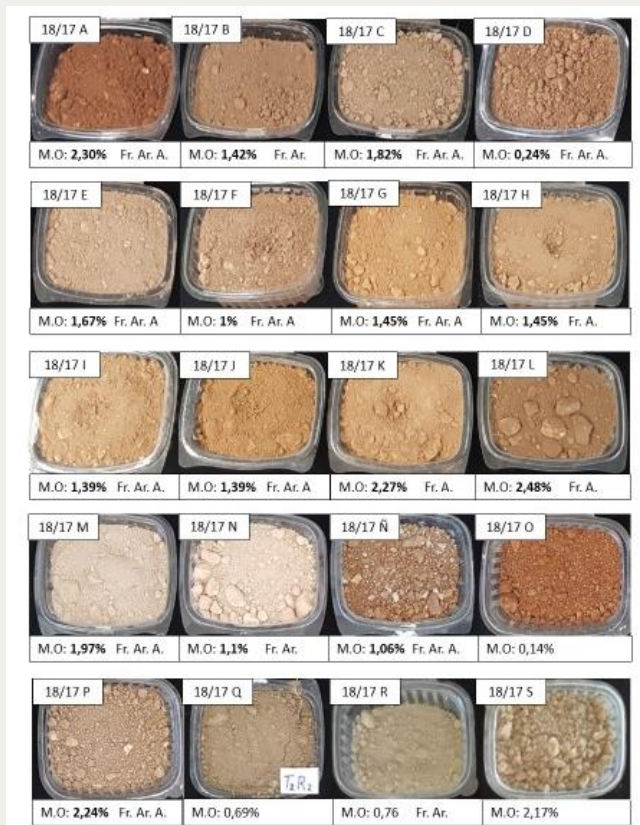 18/17 A
18/17 B
18/17 C
18/17 D
M.O: 2,30% Fr. Ar. A.
M.O: 1,42% Fr. Ar.
M.O: 1,82% Fr. Ar. A.
M.O: 0,24% Fr. Ar. A.
18/17 E
18/17 F
18/17 G
18/17 H
M.O: 1,67% Fr. Ar. A
M.O: 1% Fr. Ar. A
M.O: 1,45% Fr. Ar. A
M.O: 1,45% Fr. A.
18/17 I
18/17 J
18/17 K
18/17 L
M.O: 1,39% Fr. Ar. A.
M.O: 1,39% Fr. Ar. A
M.O: 2,27% Fr. A.
M.O: 2,48% Fr. A.
18/17 M
18/17 N
18/17 Ñ
18/17 O
M.O: 1,97% Fr. Ar. A.
M.O: 1,1% Fr. Ar.
M.O: 1,06% Fr. Ar. A.
M.O: 0,14%
18/17 P
18/17 Q
18/17 R
18/17 S
T2R2
M.O: 2,24% Fr. Ar. A.
M.O: 0,69%
M.O: 0,76 Fr. Ar.
M.O: 2,17%